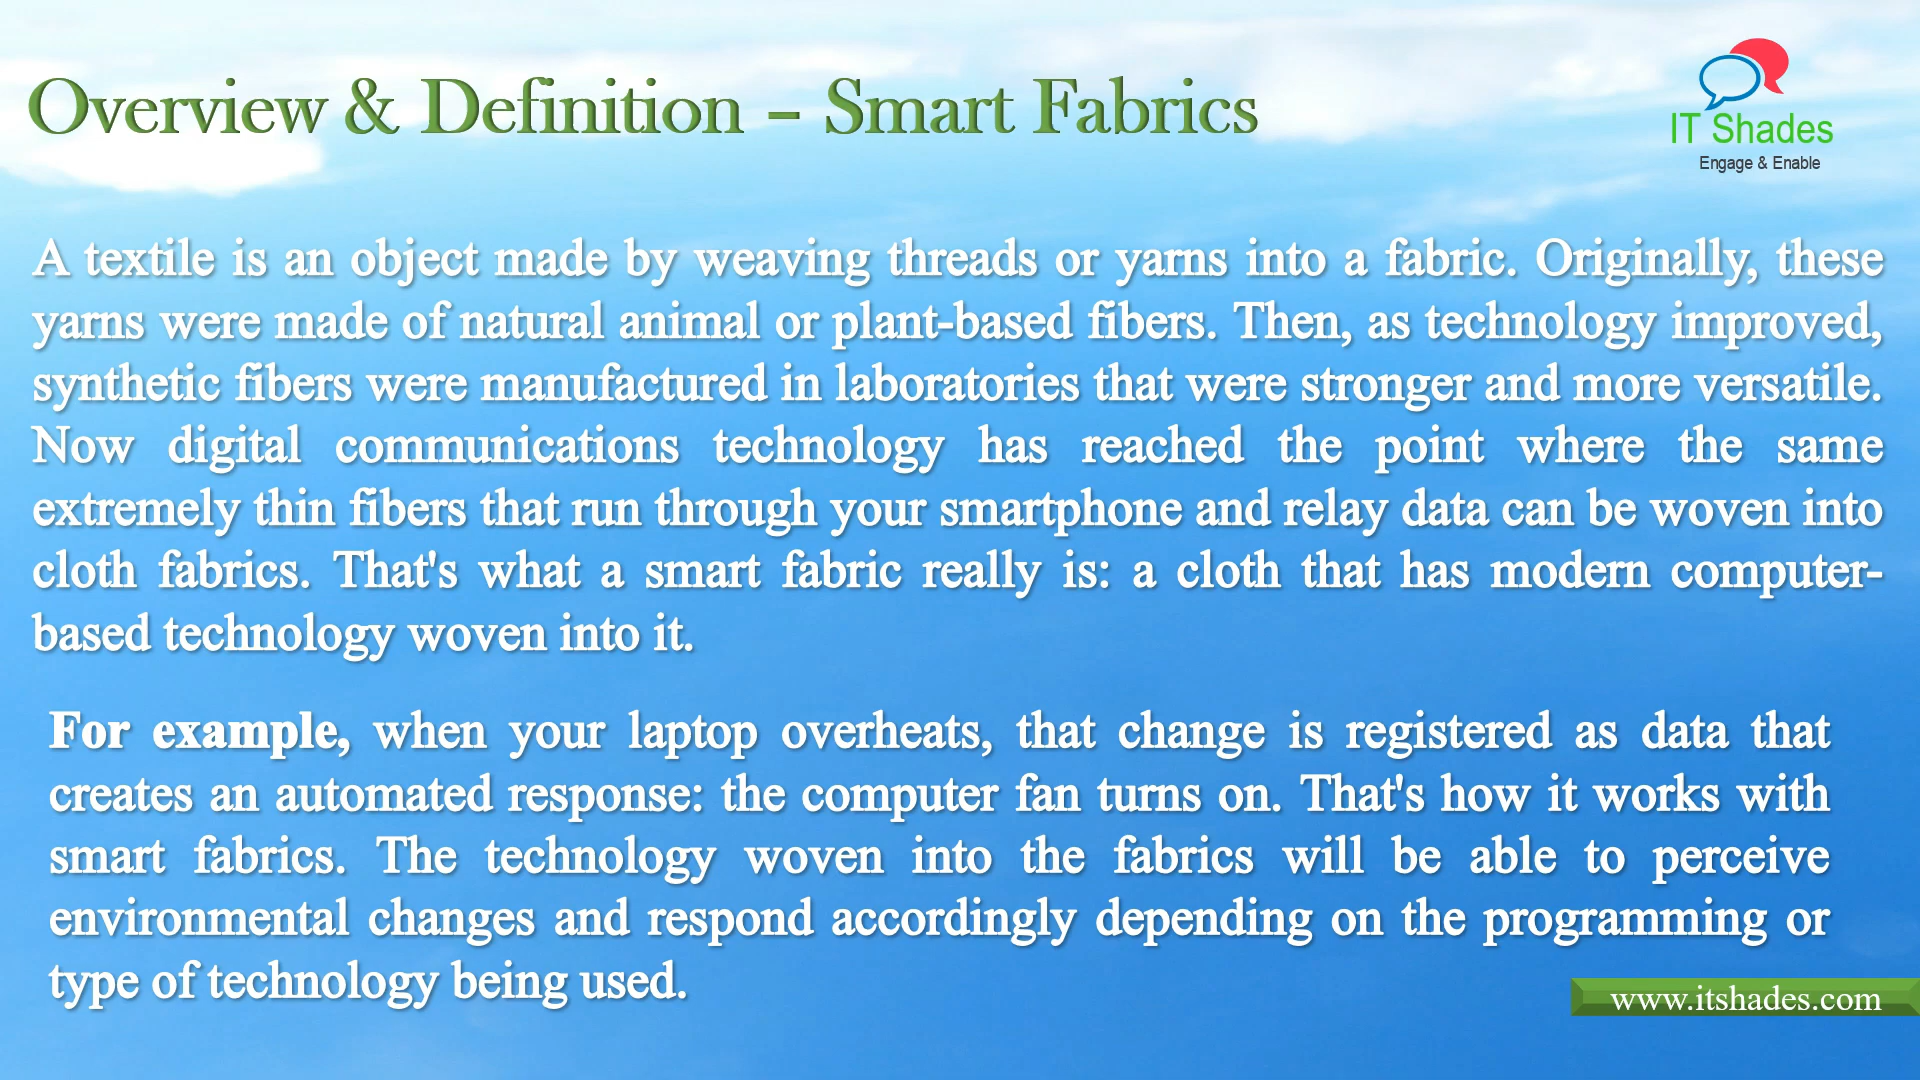 Overview & Definition – Smart Fabrics
IT Shades
Engage & Enable
A textile is an object made by weaving threads or yarns into a fabric. Originally, these
yarns were made of natural animal or plant-based fibers. Then, as technology improved,
synthetic fibers were manufactured in laboratories that were stronger and more versatile.
Now digital communications technology has reached the point where the same
extremely thin fibers that run through your smartphone and relay data can be woven into
cloth fabrics. That's what a smart fabric really is: a cloth that has modern computer-
based technology woven into it.
For example, when your laptop overheats, that change is registered as data that
creates an automated response: the computer fan turns on. That's how it works with
smart fabrics. The technology woven into the fabrics will be able to perceive
environmental changes and respond accordingly depending on the programming or
type of technology being used.
www.itshades.com